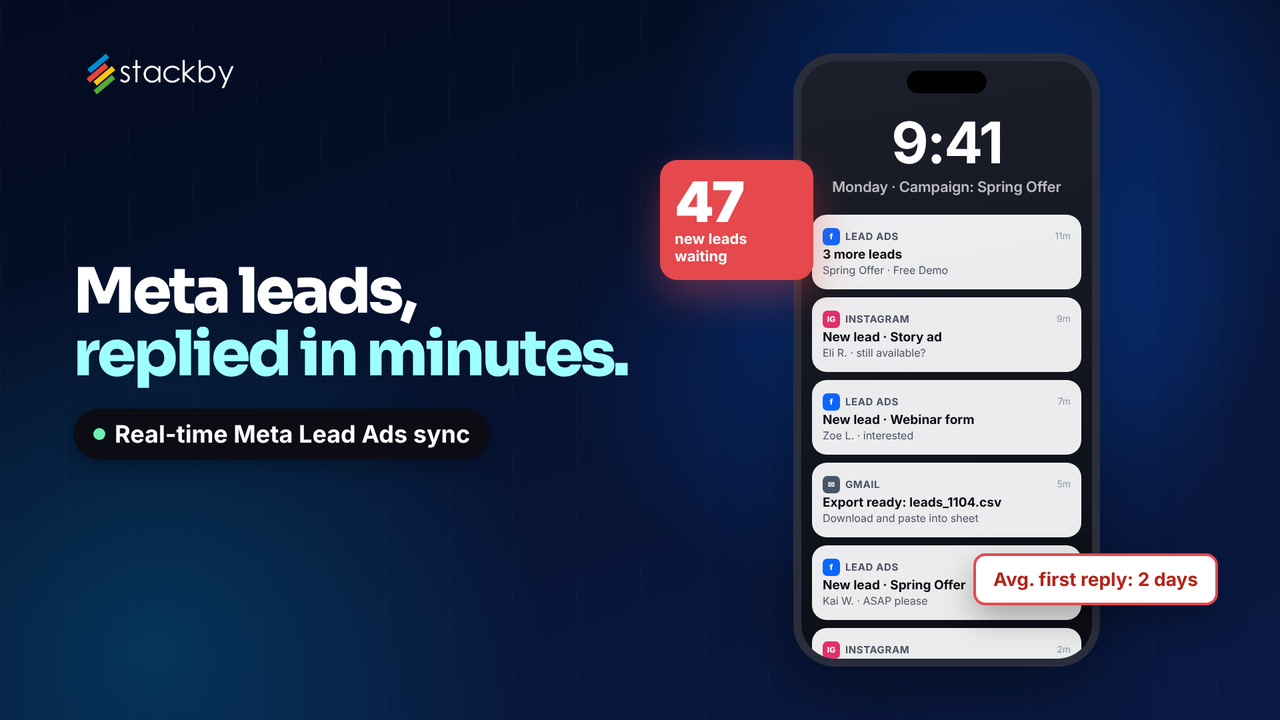 stackby
Meta leads,
replied in minutes.
Real-time Meta Lead Ads sync
47
new leads
waiting
9:41
Monday · Campaign: Spring Offer
f LEAD ADS 11m
3 more leads
Spring Offer · Free Demo
IG INSTAGRAM 9m
New lead · Story ad
Eli R. · still available?
f LEAD ADS 7m
New lead · Webinar form
Zoe L. · interested
GMAIL 5m
Export ready: leads_1104.csv
Download and paste into sheet
f LEAD ADS
New lead · Spring Offer
Kai W. · ASAP please
Avg. first reply: 2 days
IG INSTAGRAM 2m